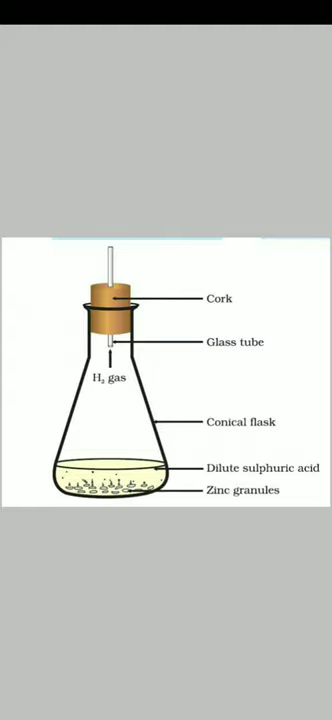 Cork
Glass tube
H₂ gas
Conical flask
Dilute sulphuric acid
Zinc granules